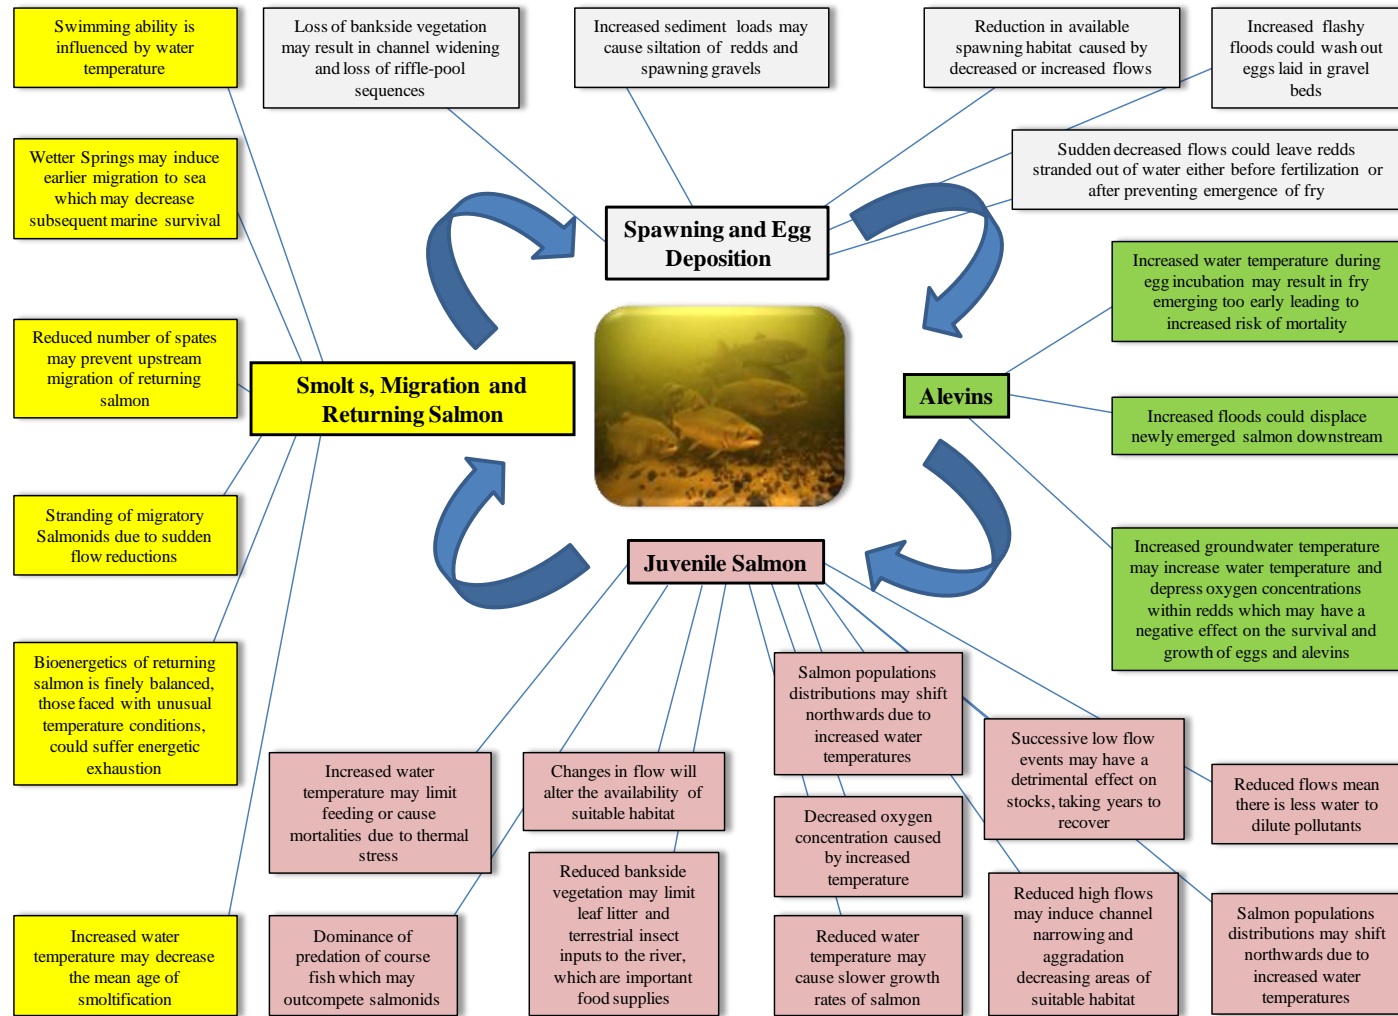 Swimming ability is
influenced by water
temperature
Loss of bankside vegetation
may result in channel widening
and loss of riffle-pool
sequences
Increased sediment loads may
cause siltation of redds and
spawning gravels
Reduction in available
spawning habitat caused by
decreased or increased flows
Increased flashy
floods could wash out
eggs laid in gravel
beds
Wetter Springs may induce
earlier migration to sea
which may decrease
subsequent marine survival
Sudden decreased flows could leave redds
stranded out of water either before fertilization or
after preventing emergence of fry
Spawning and Egg
Deposition
Increased water temperature during
egg incubation may result in fry
emerging too early leading to
increased risk of mortality
Reduced number of spates
may prevent upstream
migration of returning
salmon
Smolt s, Migration and
Returning Salmon
Alevins
Increased floods could displace
newly emerged salmon downstream
Stranding of migratory
Salmonids due to sudden
flow reductions
Juvenile Salmon
Increased groundwater temperature
may increase water temperature and
depress oxygen concentrations
within redds which may have a
negative effect on the survival and
growth of eggs and alevins
Bioenergetics of returning
salmon is finely balanced,
those faced with unusual
temperature conditions,
could suffer energetic
exhaustion
Salmon populations
distributions may shift
northwards due to
increased water
temperatures
Increased water
temperature may limit
feeding or cause
mortalities due to thermal
stress
Changes in flow will
alter the availability of
suitable habitat
Successive low flow
events may have a
detrimental effect on
stocks, taking years to
recover
Reduced flows mean
there is less water to
dilute pollutants
Decreased oxygen
concentration caused
by increased
temperature
Reduced bankside
vegetation may limit
leaf litter and
terrestrial insect
inputs to the river,
which are important
food supplies
Reduced high flows
may induce channel
narrowing and
aggradation
decreasing areas of
suitable habitat
Increased water
temperature may decrease
the mean age of
smoltification
Dominance of
predation of course
fish which may
outcompete salmonids
Reduced water
temperature may
cause slower growth
rates of salmon
Salmon populations
distributions may shift
northwards due to
increased water
temperatures